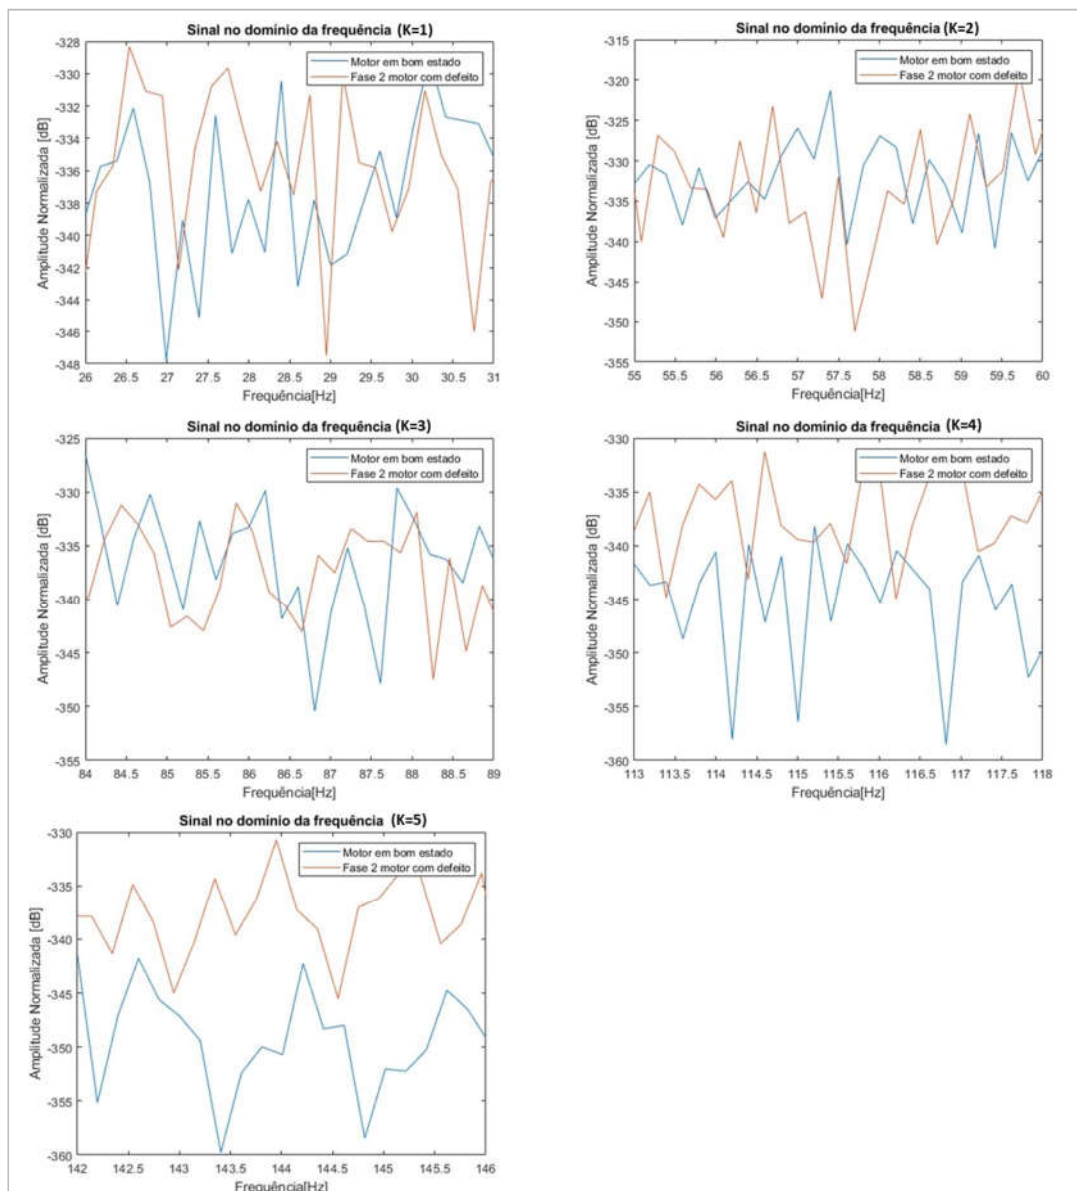 Sinal no domínio da frequência (K=1)
Amplitude Normalizada [dB]
-328
-330
-332
-334
-336
-338
-340
-342
-344
-346
-348
Motor em bom estado
Fase 2 motor com defeito
26 26.5 27 27.5 28 28.5 29 29.5 30 30.5 31
Frequência[Hz]
Sinal no domínio da frequência (K=2)
Amplitude Normalizada [dB]
-315
-320
-325
-330
-335
-340
-345
-350
-355
Motor em bom estado
Fase 2 motor com defeito
55 55.5 56 56.5 57 57.5 58 58.5 59 59.5 60
Frequência[Hz]
Sinal no domínio da frequência (K=3)
Amplitude Normalizada [dB]
-325
-330
-335
-340
-345
-350
-355
Motor em bom estado
Fase 2 motor com defeito
84 84.5 85 85.5 86 86.5 87 87.5 88 88.5 89
Frequência[Hz]
Sinal no domínio da frequência (K=4)
Amplitude Normalizada [dB]
-330
-335
-340
-345
-350
-355
-360
Motor em bom estado
Fase 2 motor com defeito
113 113.5 114 114.5 115 115.5 116 116.5 117 117.5 118
Frequência[Hz]
Sinal no domínio da frequência (K=5)
Amplitude Normalizada [dB]
-330
-335
-340
-345
-350
-355
-360
Motor em bom estado
Fase 2 motor com defeito
142 142.5 143 143.5 144 144.5 145 145.5 146
Frequência[Hz]